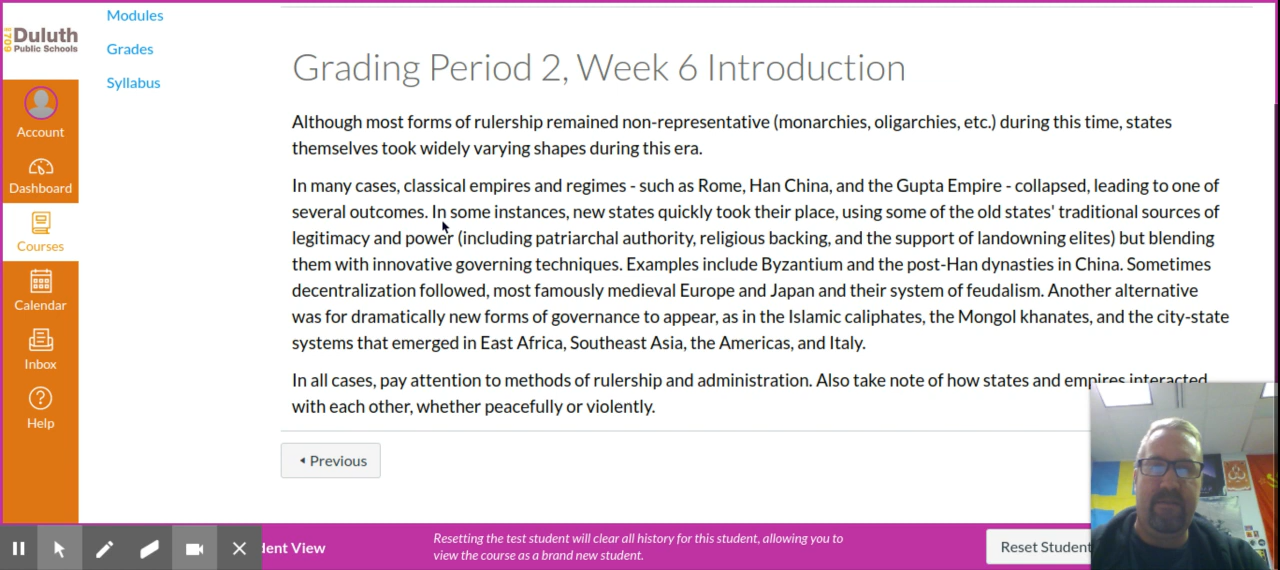 Modules
Grades
Syllabus
709
Duluth
Public Schools
Account
Dashboard
Courses
Calendar
Inbox
Help
Grading Period 2, Week 6 Introduction
Although most forms of rulership remained non-representative (monarchies, oligarchies, etc.) during this time, states
themselves took widely varying shapes during this era.
In many cases, classical empires and regimes - such as Rome, Han China, and the Gupta Empire - collapsed, leading to one of
several outcomes. In some instances, new states quickly took their place, using some of the old states' traditional sources of
legitimacy and power (including patriarchal authority, religious backing, and the support of landowning elites) but blending
them with innovative governing techniques. Examples include Byzantium and the post-Han dynasties in China. Sometimes
decentralization followed, most famously medieval Europe and Japan and their system of feudalism. Another alternative
was for dramatically new forms of governance to appear, as in the Islamic caliphates, the Mongol khanates, and the city-state
systems that emerged in East Africa, Southeast Asia, the Americas, and Italy.
In all cases, pay attention to methods of rulership and administration. Also take note of how states and empires interacted
with each other, whether peacefully or violently.
Previous
dent View
Resetting the test student will clear all history for this student, allowing you to
view the course as a brand new student.
Reset Student